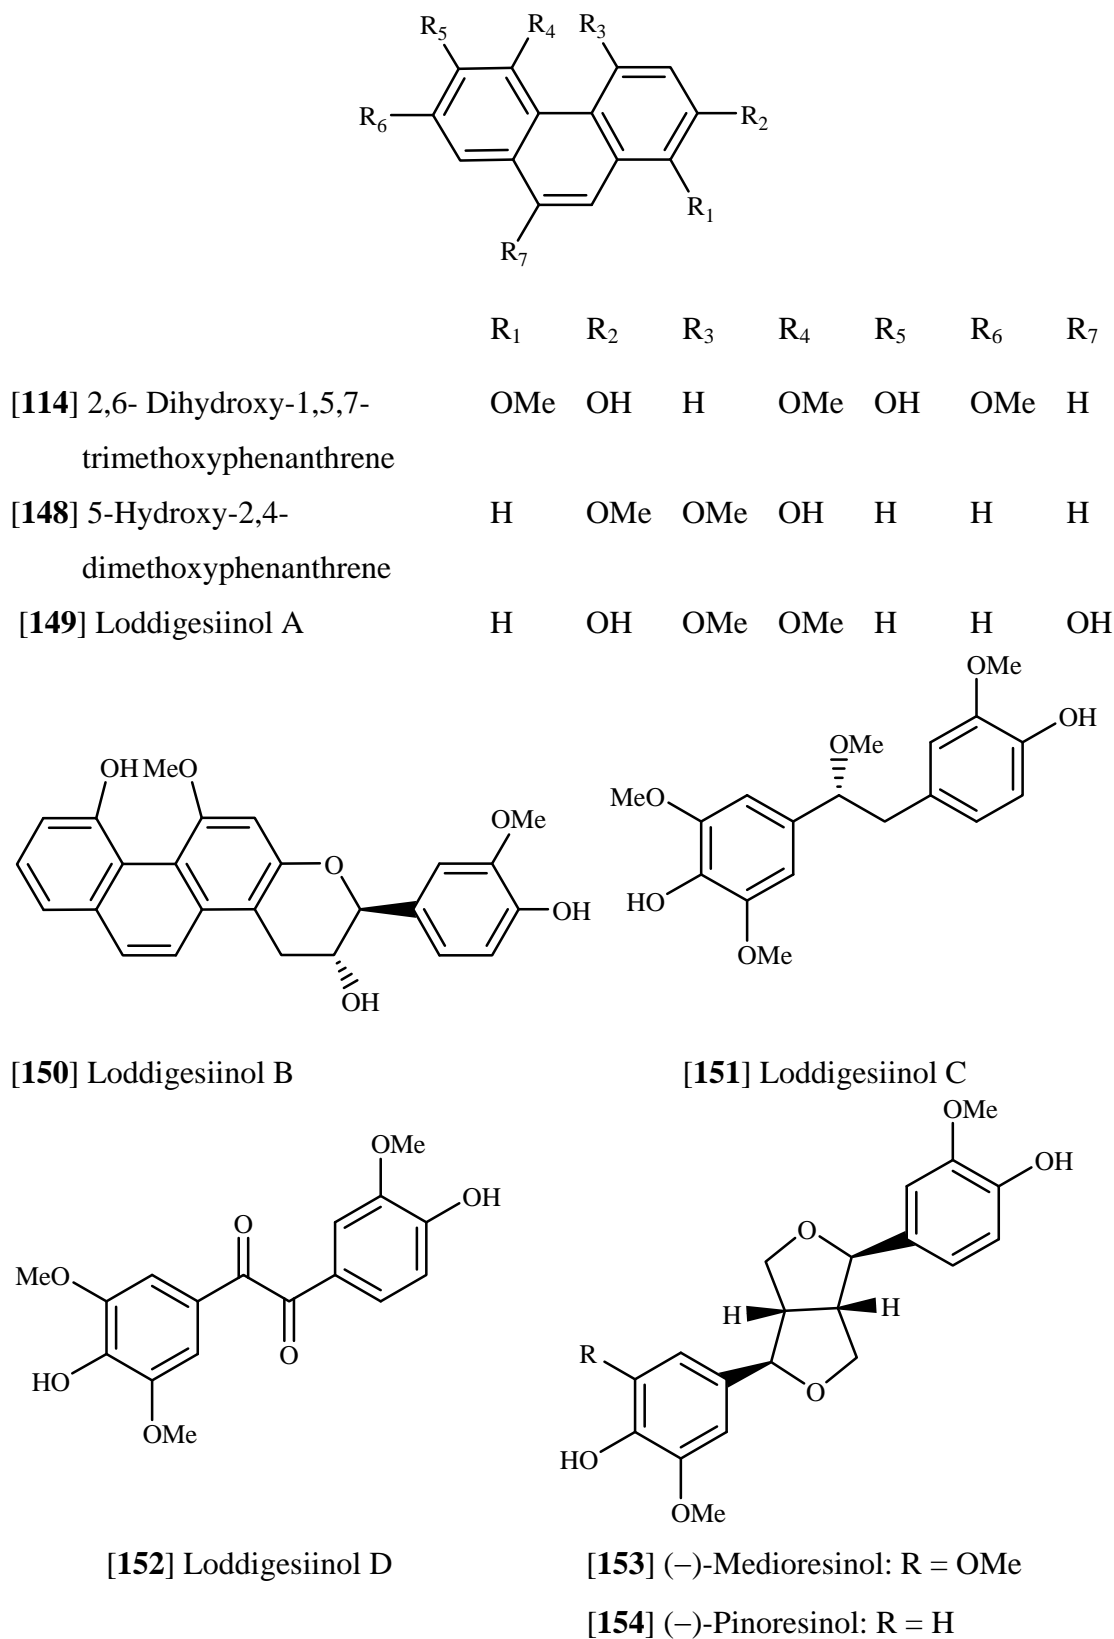 R5 R4 R3
R6 R2
R1
R7
R1 R2 R3 R4 R5 R6 R7
[114] 2,6- Dihydroxy-1,5,7- OMe OH H OMe OH OMe H
trimethoxyphenanthrene
[148] 5-Hydroxy-2,4- H OMe OMe OH H H H
dimethoxyphenanthrene
[149] Loddigesiinol A H OH OMe OMe H H OH
OMe
OH
OMe
OHMeO
MeO
OMe
O
HO
OH
OMe
OH
[150] Loddigesiinol B [151] Loddigesiinol C
OMe
OH
O
MeO
O
HO
OMe
OMe
OH
O
H H
R
O
HO
OMe
[152] Loddigesiinol D [153] (−)-Medioresinol: R = OMe
[154] (−)-Pinoresinol: R = H